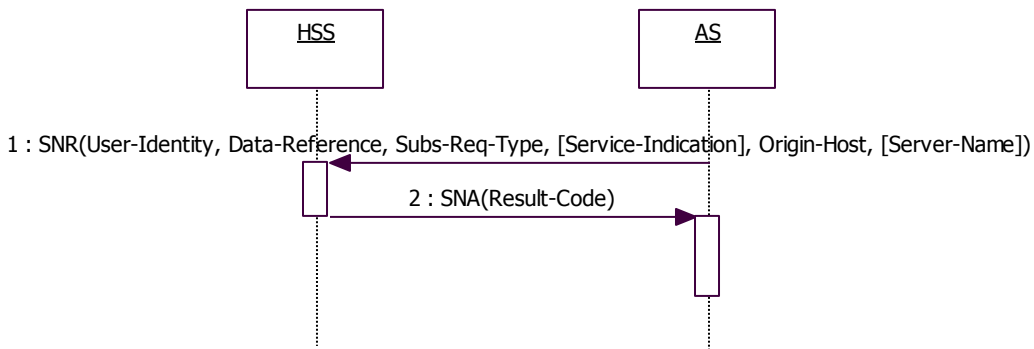 HSS
AS
1 : SNR(User-Identity, Data-Reference, Subs-Req-Type, [Service-Indication], Origin-Host, [Server-Name])
2 : SNA(Result-Code)